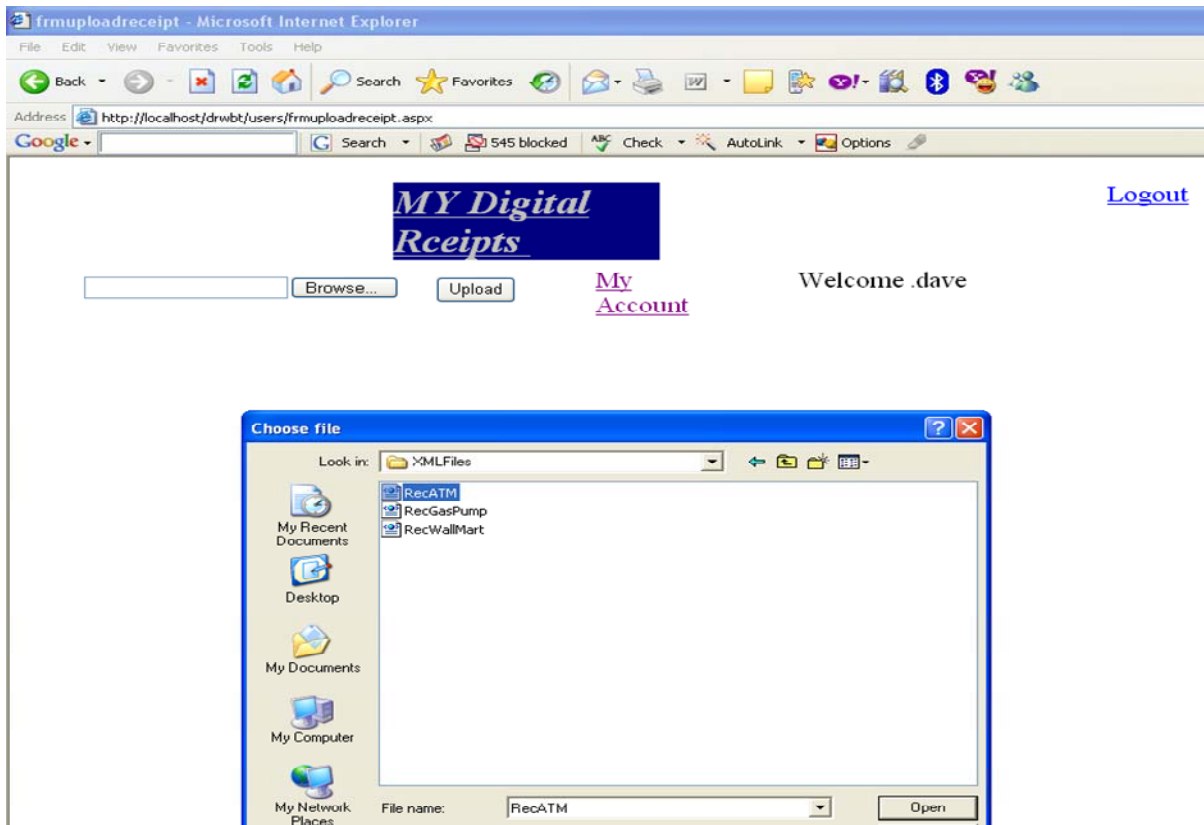 frmuploadreceipt - Microsoft Internet Explorer
File Edit View Favorites Tools Help
Back Search Favorites
Address http://localhost/drwbt/users/frmuploadreceipt.aspx
Google Search 545 blocked Check AutoLink Options
MY Digital
Rceipts
Logout
Browse...
Upload
My
Account
Welcome .dave
Choose file
Look in: XMLFiles
RecATM
RecGasPump
RecWallMart
My Recent
Documents
Desktop
My Documents
My Computer
My Network
Places
File name: RecATM Open